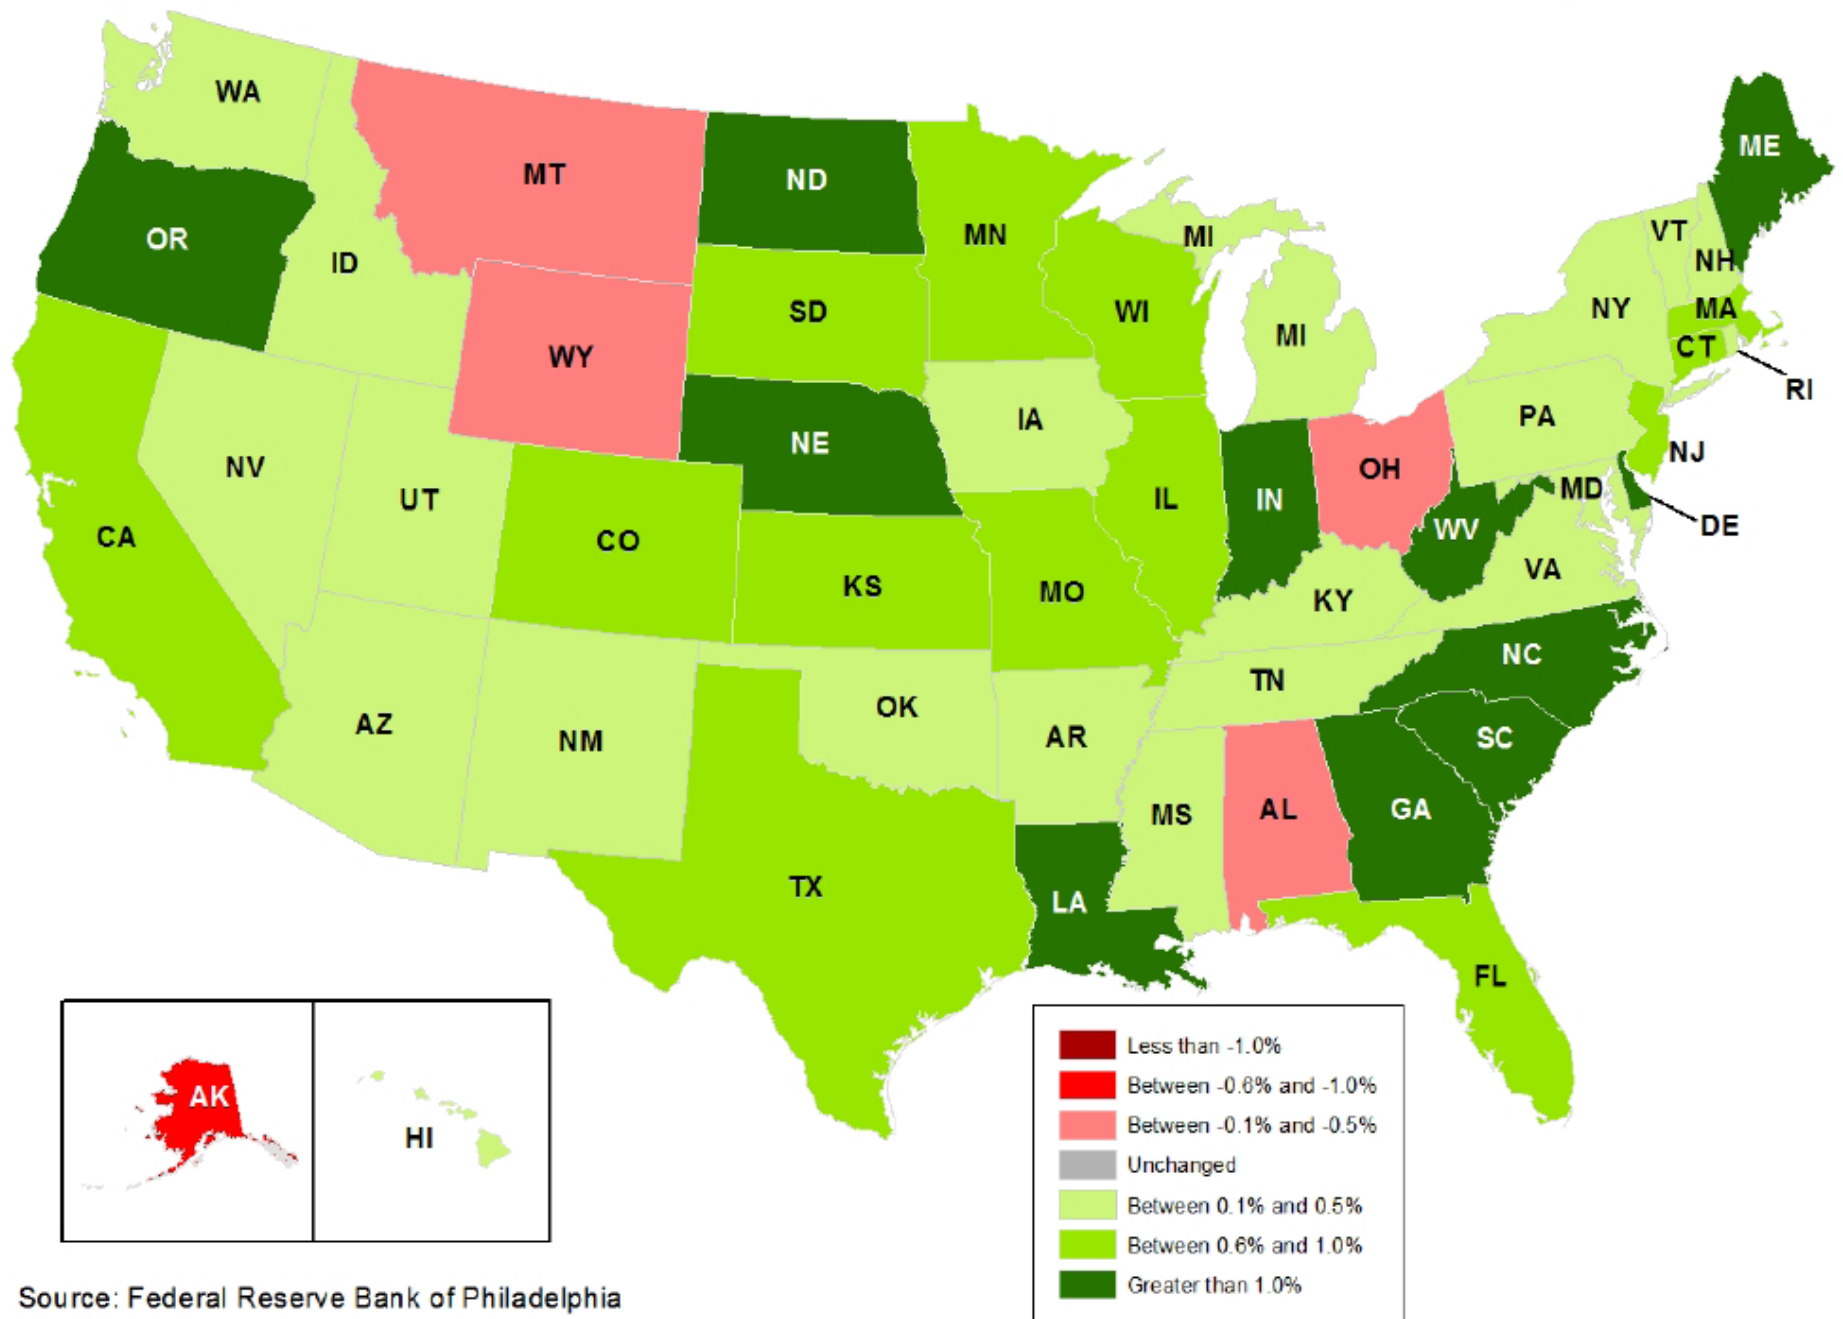 WA
ME
MT
ND
VT
OR
MN
MI
NH
ID
SD
WI
NY
MA
MI
CT
WY
RI
IA
PA
NE
NJ
NV
OH
MD
UT
IL
IN
DE
CA
CO
WV
VA
KS
MO
KY
NC
TN
OK
AZ
NM
AR
SC
MS
AL
GA
TX
LA
FL
AK
HI
Less than -1.0%
Between -0.6% and -1.0%
Between -0.1% and -0.5%
Unchanged
Between 0.1% and 0.5%
Between 0.6% and 1.0%
Greater than 1.0%
Source: Federal Reserve Bank of Philadelphia